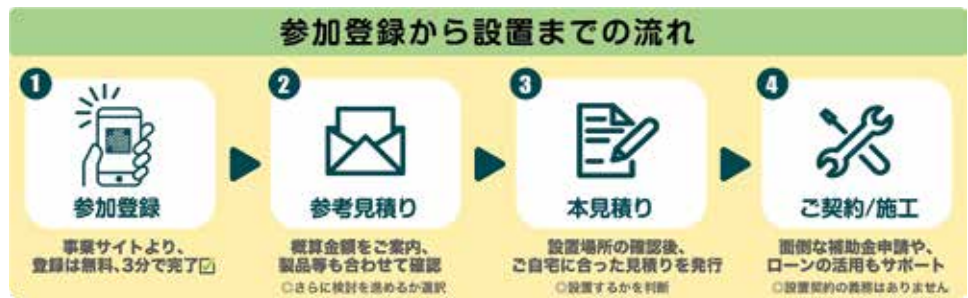 参加登録から設置までの流れ
1
参加登録
事業サイトより、
登録は無料、3分で完了☑
2
参考見積り
概算金額をご案内、
製品等も合わせて確認
○さらに検討を進めるか選択
3
本見積り
設置場所の確認後、
ご自宅に合った見積りを発行
○設置するかを判断
4
ご契約/施工
面倒な補助金申請や、
ローンの活用もサポート
○設置契約の義務はありません